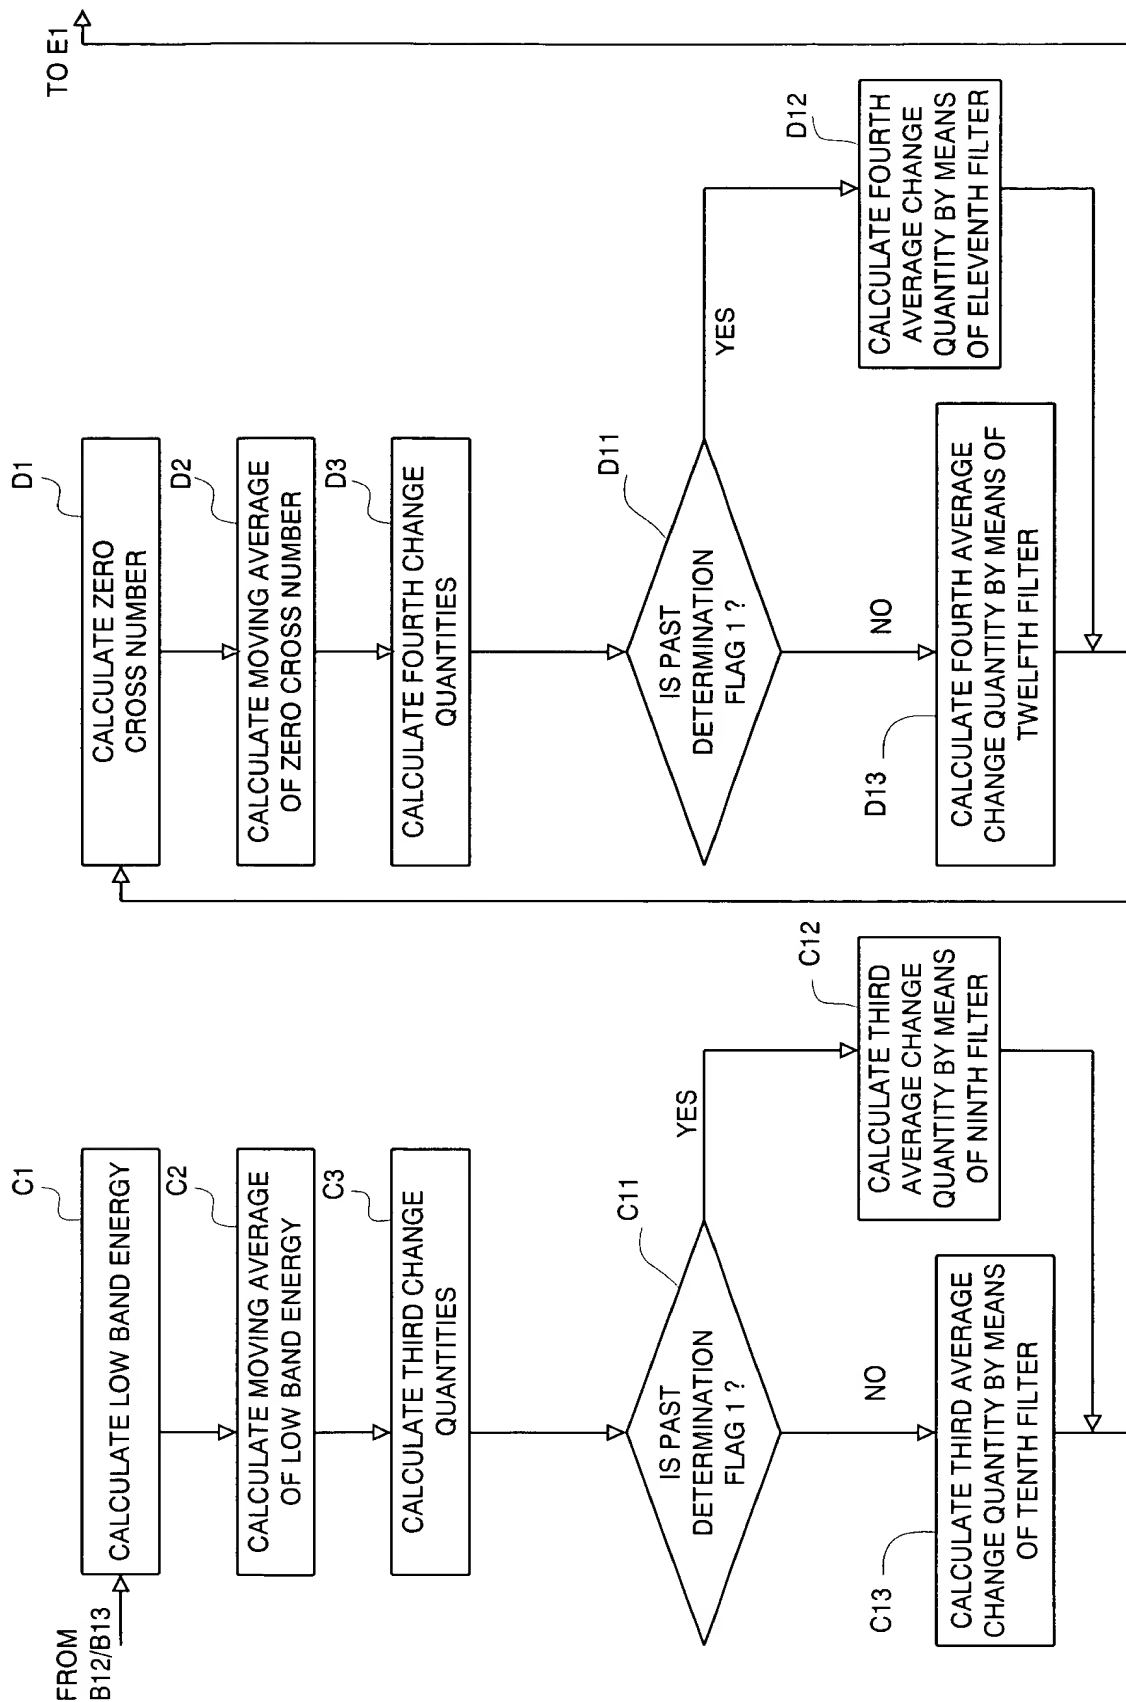 FROM
B12/B13
C1
CALCULATE LOW BAND ENERGY
C2
CALCULATE MOVING AVERAGE
OF LOW BAND ENERGY
C3
CALCULATE THIRD CHANGE
QUANTITIES
C11
IS PAST
DETERMINATION
FLAG 1 ?
YES
NO
C12
CALCULATE THIRD
AVERAGE CHANGE
QUANTITY BY MEANS
OF NINTH FILTER
C13
CALCULATE THIRD AVERAGE
CHANGE QUANTITY BY MEANS
OF TENTH FILTER
D1
CALCULATE ZERO
CROSS NUMBER
D2
CALCULATE MOVING AVERAGE
OF ZERO CROSS NUMBER
D3
CALCULATE FOURTH CHANGE
QUANTITIES
D11
IS PAST
DETERMINATION
FLAG 1 ?
YES
NO
D12
CALCULATE FOURTH
AVERAGE CHANGE
QUANTITY BY MEANS
OF ELEVENTH FILTER
D13
CALCULATE FOURTH AVERAGE
CHANGE QUANTITY BY MEANS OF
TWELFTH FILTER
TO E1